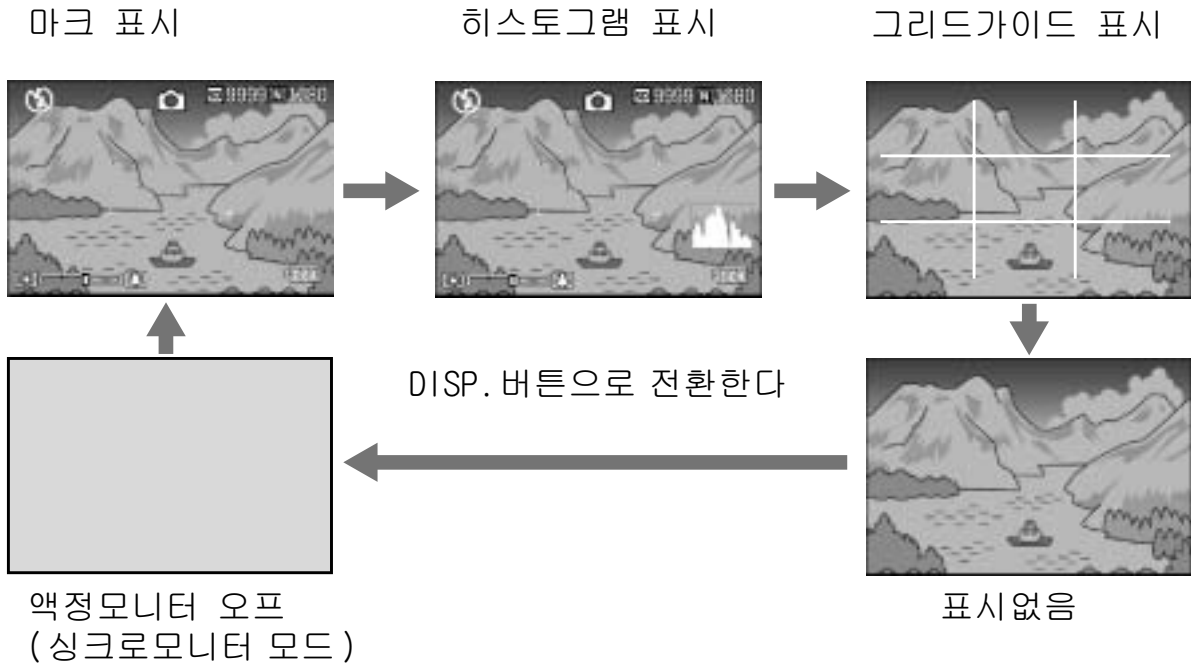 마크 표시
히스토그램 표시
그리드가이드 표시
9999
9999
DISP.버튼으로 전환한다
액정모니터 오프
(싱크로모니터 모드)
표시없음